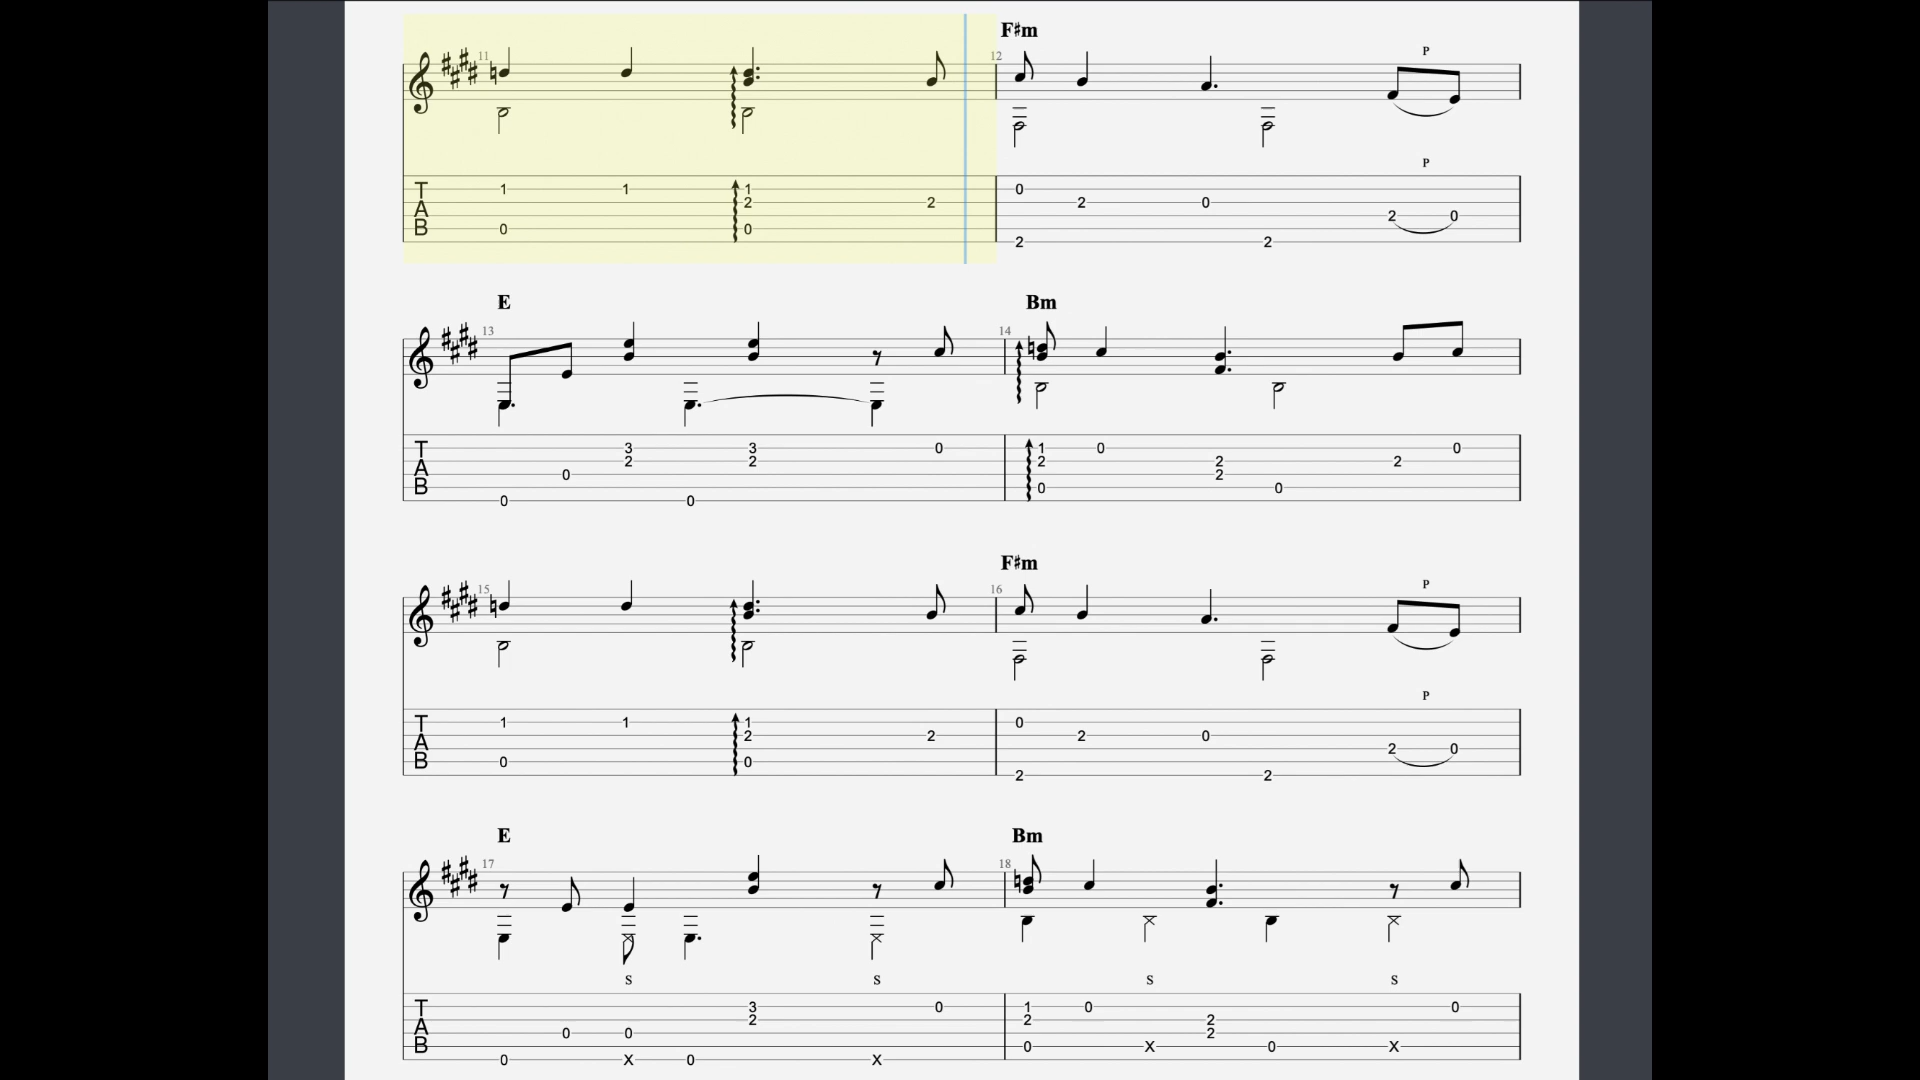 F♯m
11 12 P
P
T A B 1 1 1 2 0 2 0 2 0 2 0
0 2 2
E Bm
13 14
T A B 3 3 0 1 0 0
2 2 2 2 2
0 2
0 0
0 0
F♯m
15 16 P
P
T A B 1 1 1 0
2 2 2 0
2 0
0 0
2 2
E Bm
17 18
S S S S
T A B 3 0 1 0 0
2 2 2
0 0 2
0 X 0 X
0 X 0 X